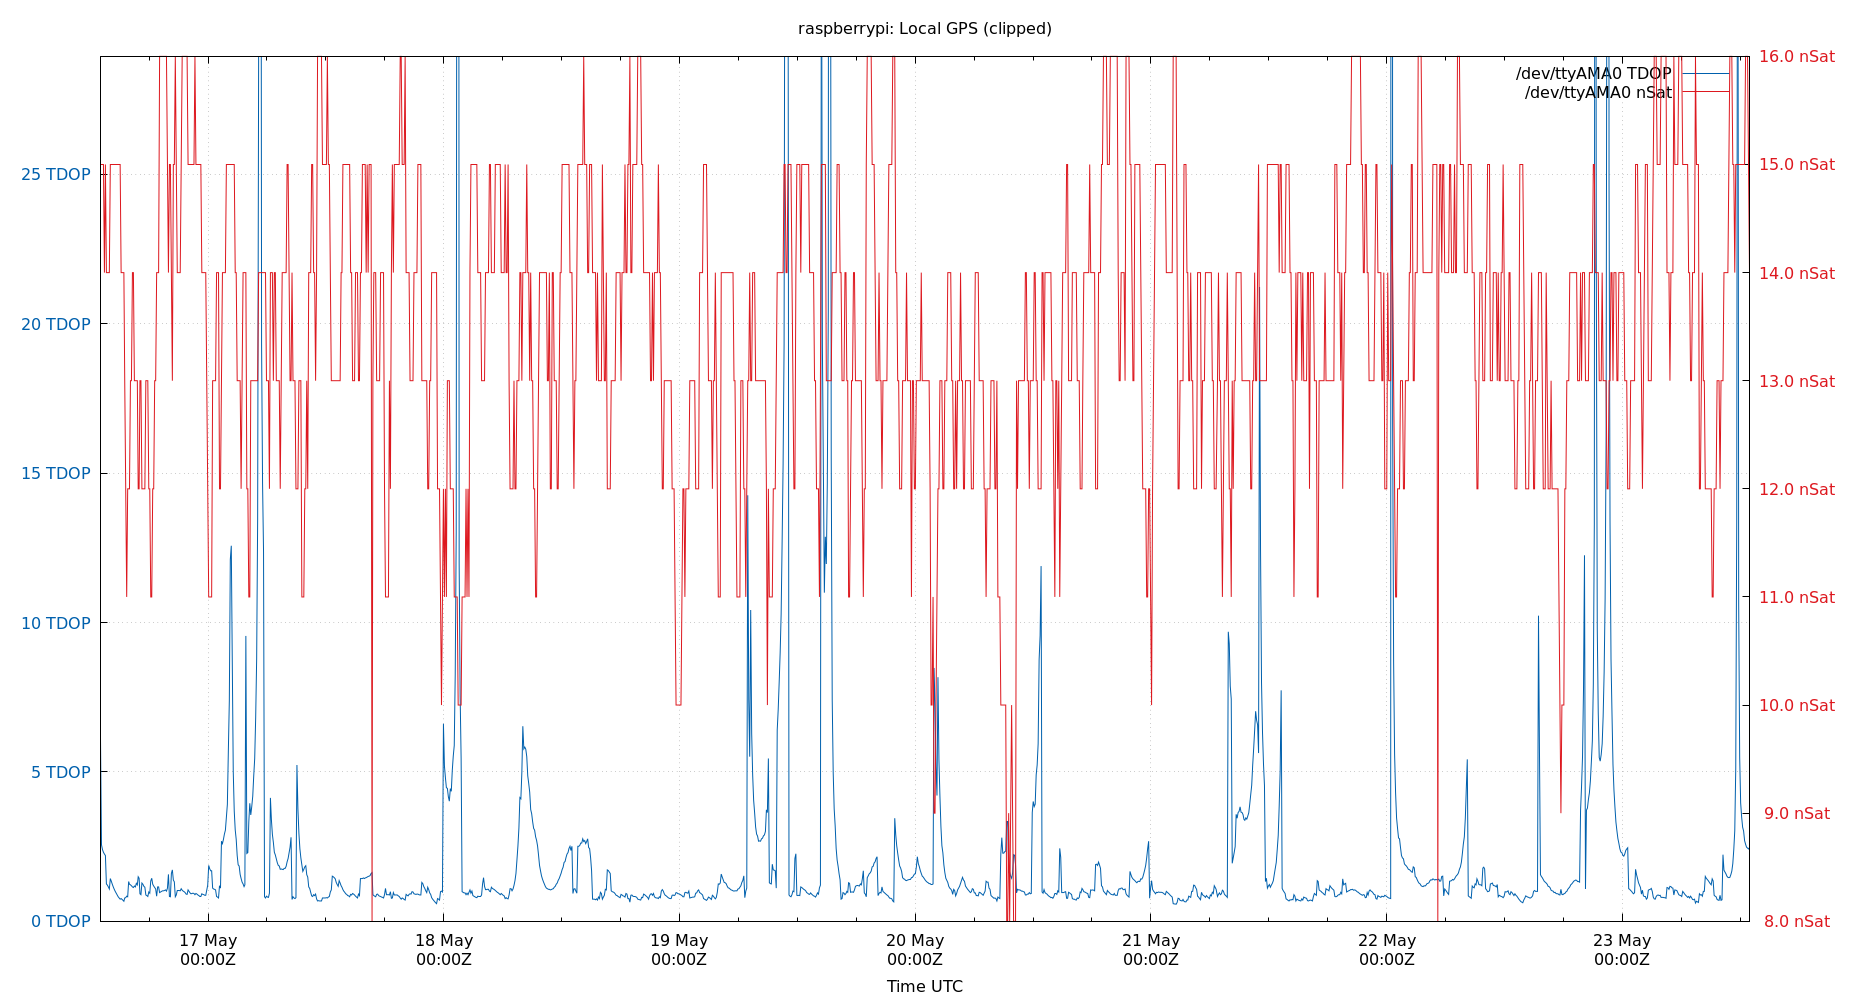 raspberrypi: Local GPS (clipped)
/dev/ttyAMA0 TDOP
/dev/ttyAMA0 nSat
25 TDOP
20 TDOP
15 TDOP
10 TDOP
5 TDOP
0 TDOP
16.0 nSat
15.0 nSat
14.0 nSat
13.0 nSat
12.0 nSat
11.0 nSat
10.0 nSat
9.0 nSat
8.0 nSat
17 May
00:00Z
18 May
00:00Z
19 May
00:00Z
20 May
00:00Z
21 May
00:00Z
22 May
00:00Z
23 May
00:00Z
Time UTC